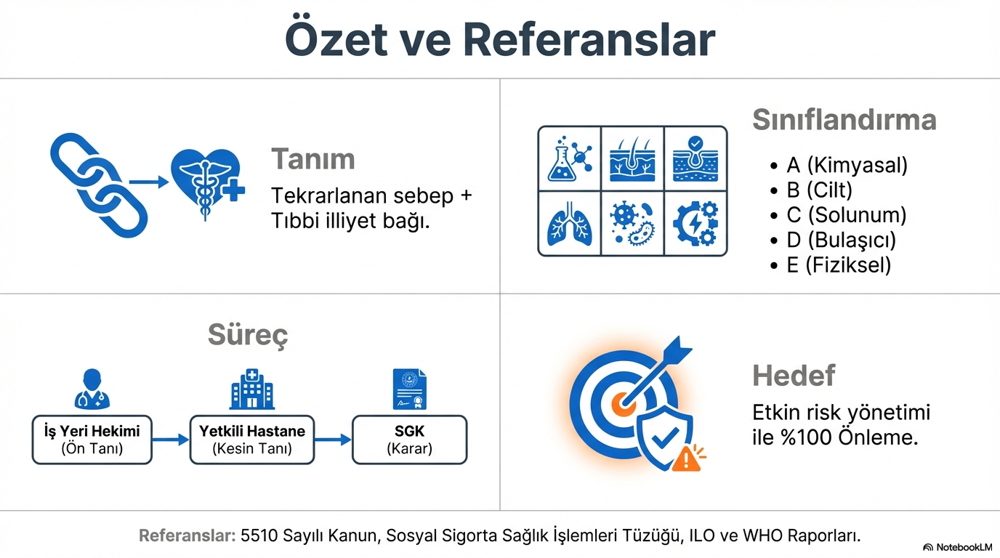 Özet ve Referanslar
Tanım
Tekrarlanan sebep +
Tıbbi illiyet bağı.
Sınıflandırma
• A (Kimyasal)
• B (Cilt)
• C (Solunum)
• D (Bulaşıcı)
• E (Fiziksel)
Süreç
İş Yeri Hekimi
(Ön Tanı)
Yetkili Hastane
(Kesin Tanı)
SGK
(Karar)
Hedef
Etkin risk yönetimi
ile %100 Önleme.
Referanslar: 5510 Sayılı Kanun, Sosyal Sigorta Sağlık İşlemleri Tüzüğü, ILO ve WHO Raporları.
NotebookLM